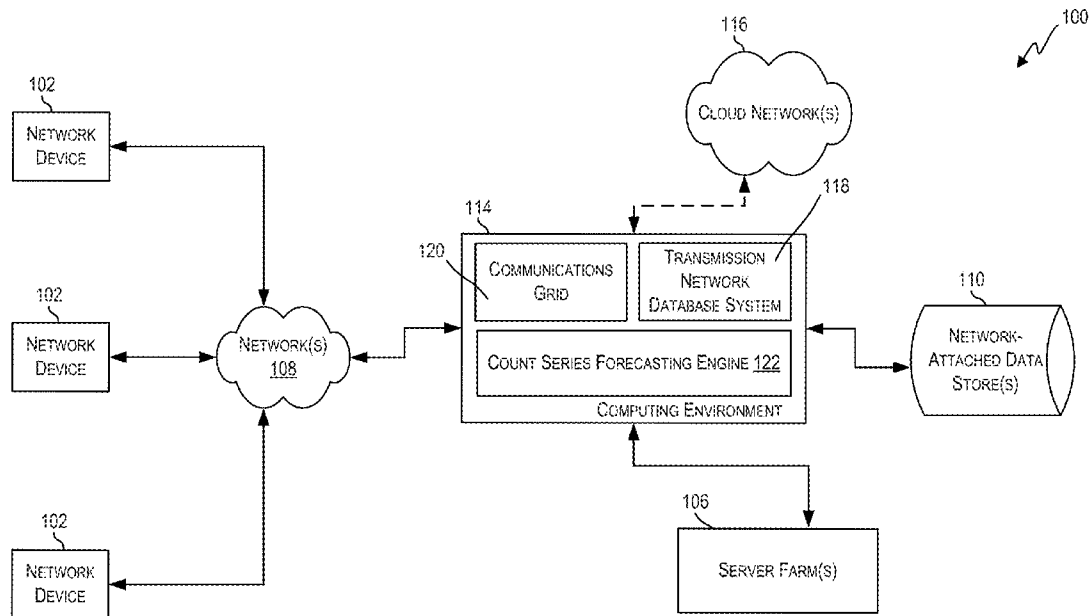 100
116
CLOUD NETWORK(S)
102
NETWORK
DEVICE
118
114
120
COMMUNICATIONS
GRID
TRANSMISSION
NETWORK
DATABASE SYSTEM
102
NETWORK
DEVICE
NETWORK(S)
108
COUNT SERIES FORECASTING ENGINE 122
COMPUTING ENVIRONMENT
110
NETWORK-
ATTACHED DATA
STORE(S)
102
NETWORK
DEVICE
106
SERVER FARM(S)